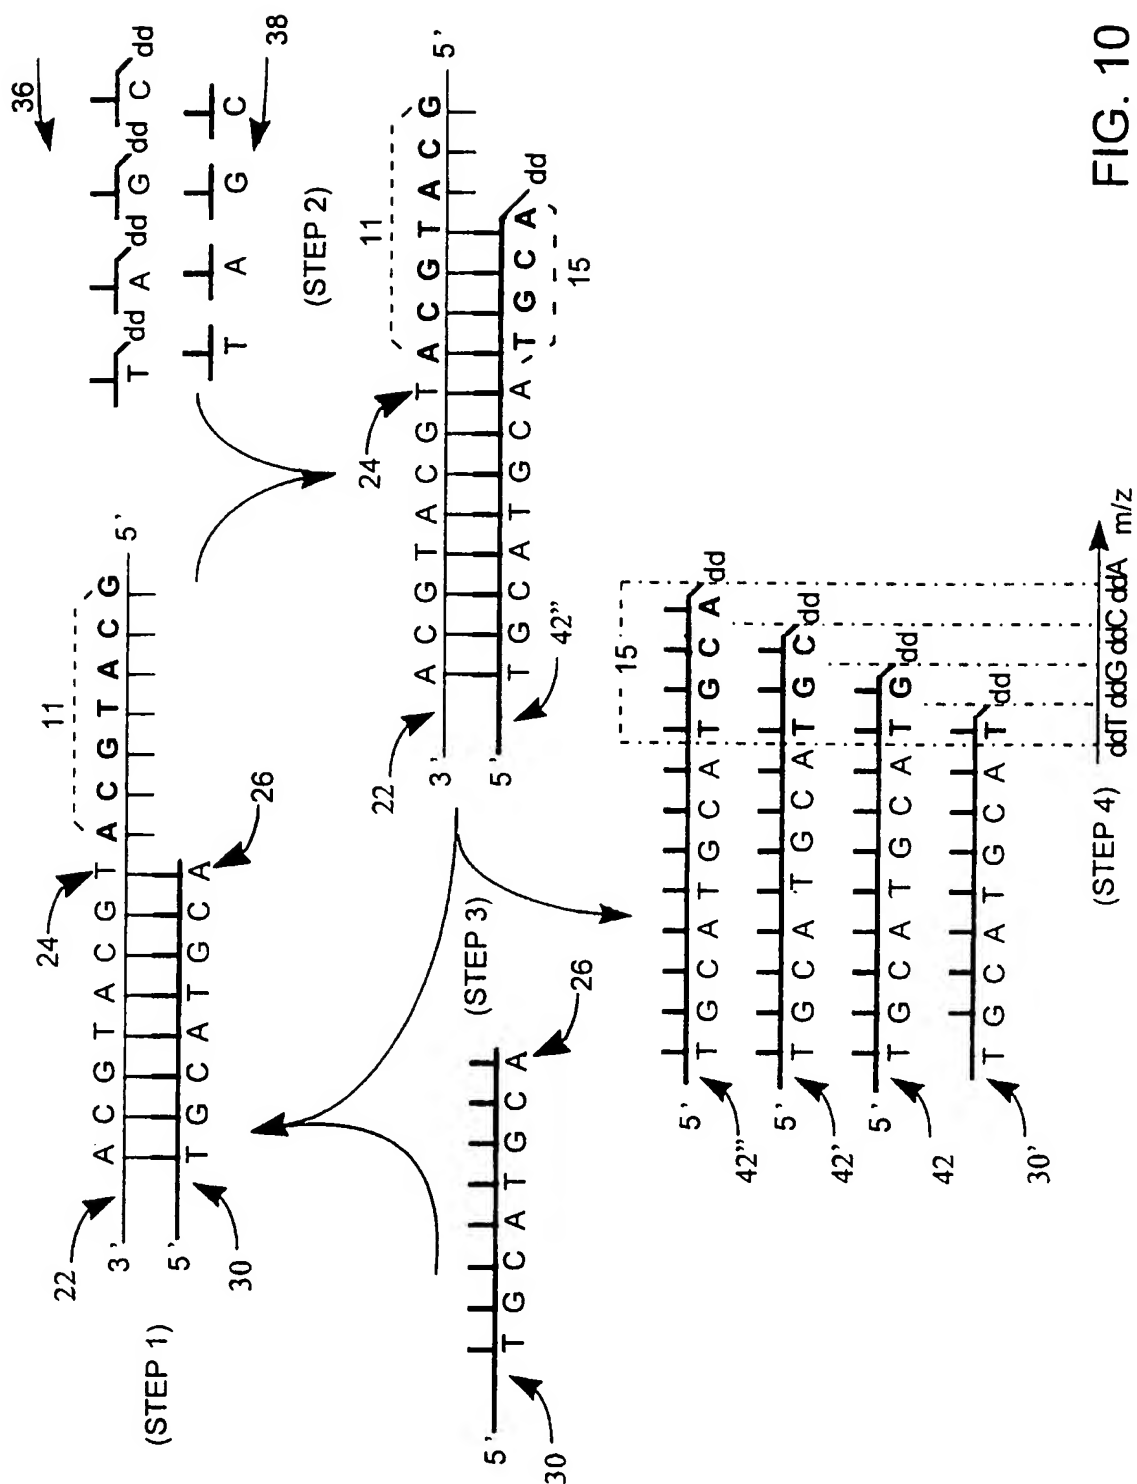 36
T dd A dd G dd C dd
T A G C
38
(STEP 1)
22
24
11
3' A C G T A C G T A C G T A C G 5'
5' T G C A T G C A
30
26
(STEP 2)
22
24
11
3' A C G T A C G T A C G T A C G 5'
5' T G C A T G C A T G C A dd
42''
15
(STEP 3)
5' T G C A T G C A
30
26
15
5' T G C A T G C A T G C A dd
42''
5' T G C A T G C A T G C dd
42'
5' T G C A T G C A T G dd
42
T G C A T G C A T dd
30'
(STEP 4)
ddT ddG ddC ddA m/z
FIG. 10